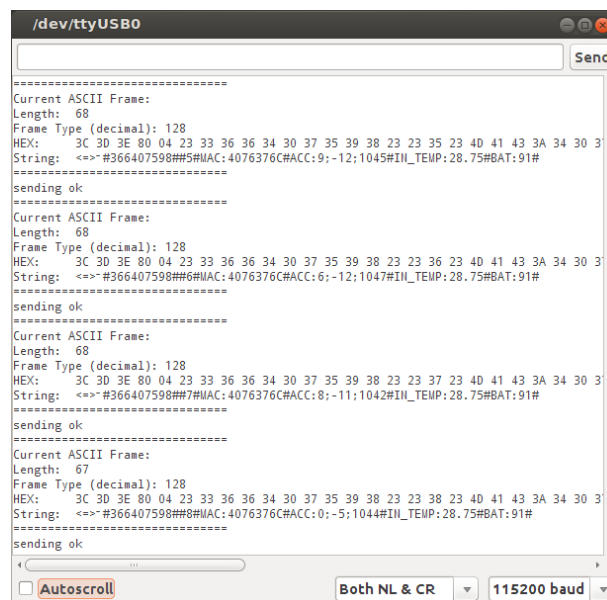 /dev/ttyUSB0
Send
===============================
Current ASCII Frame:
Length: 68
Frame Type (decimal): 128
HEX: 3C 3D 3E 80 04 23 33 36 36 34 30 37 35 39 38 23 23 35 23 4D 41 43 3A 34 30 3
String: <=>#366407598##5#MAC:4076376C#ACC:9;-12;1045#IN_TEMP:28.75#BAT:91#
===============================
sending ok
===============================
Current ASCII Frame:
Length: 68
Frame Type (decimal): 128
HEX: 3C 3D 3E 80 04 23 33 36 36 34 30 37 35 39 38 23 23 36 23 4D 41 43 3A 34 30 3
String: <=>#366407598##6#MAC:4076376C#ACC:6;-12;1047#IN_TEMP:28.75#BAT:91#
===============================
sending ok
===============================
Current ASCII Frame:
Length: 68
Frame Type (decimal): 128
HEX: 3C 3D 3E 80 04 23 33 36 36 34 30 37 35 39 38 23 23 37 23 4D 41 43 3A 34 30 3
String: <=>#366407598##7#MAC:4076376C#ACC:8;-11;1042#IN_TEMP:28.75#BAT:91#
===============================
sending ok
===============================
Current ASCII Frame:
Length: 67
Frame Type (decimal): 128
HEX: 3C 3D 3E 80 04 23 33 36 36 34 30 37 35 39 38 23 23 38 23 4D 41 43 3A 34 30 3
String: <=>#366407598##8#MAC:4076376C#ACC:0;-5;1044#IN_TEMP:28.75#BAT:91#
===============================
sending ok
Autoscroll
Both NL & CR
115200 baud